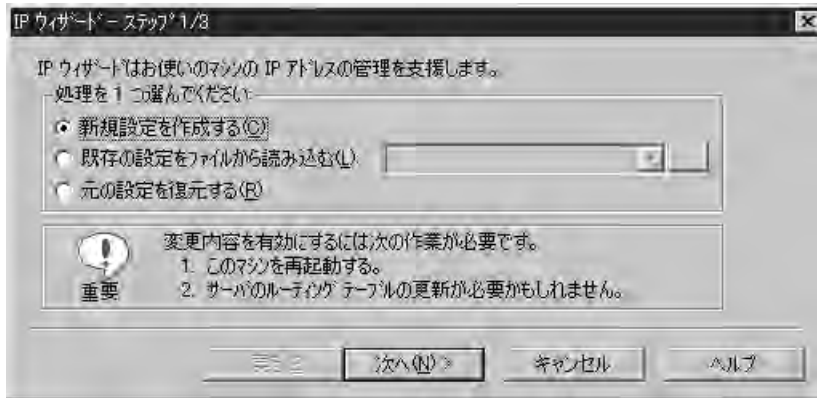 IP ウィザード - ステップ 1/3
IP ウィザードはお使いのマシンの IP アドレスの管理を支援します。
処理を 1 つ選んでください
新規設定を作成する(C)
既存の設定をファイルから読み込む(L)
元の設定を復元する(R)
変更内容を有効にするには次の作業が必要です。
1. このマシンを再起動する。
2. サーバのルーティング テーブルの更新が必要かもしれません。
重要
次へ(N) >
キャンセル
ヘルプ